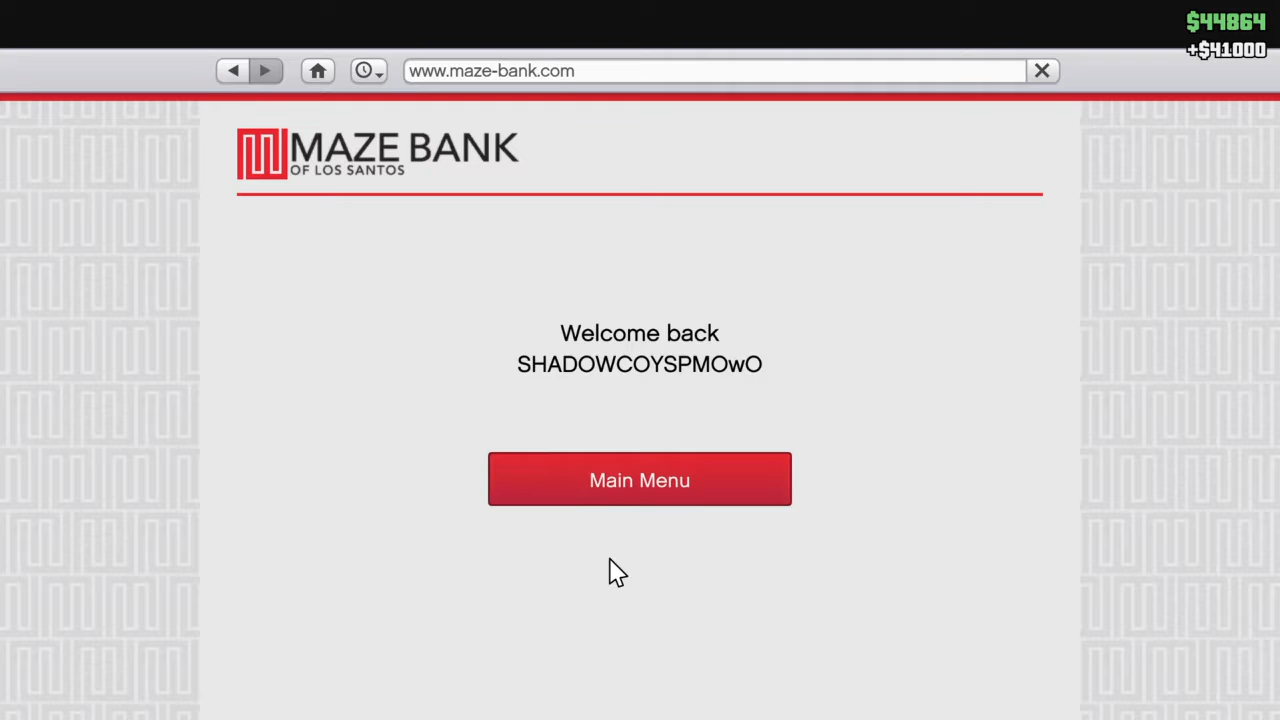 $44864
+$41000
www.maze-bank.com
MAZE BANK
OF LOS SANTOS
Welcome back
SHADOWCOYSPMOwO
Main Menu